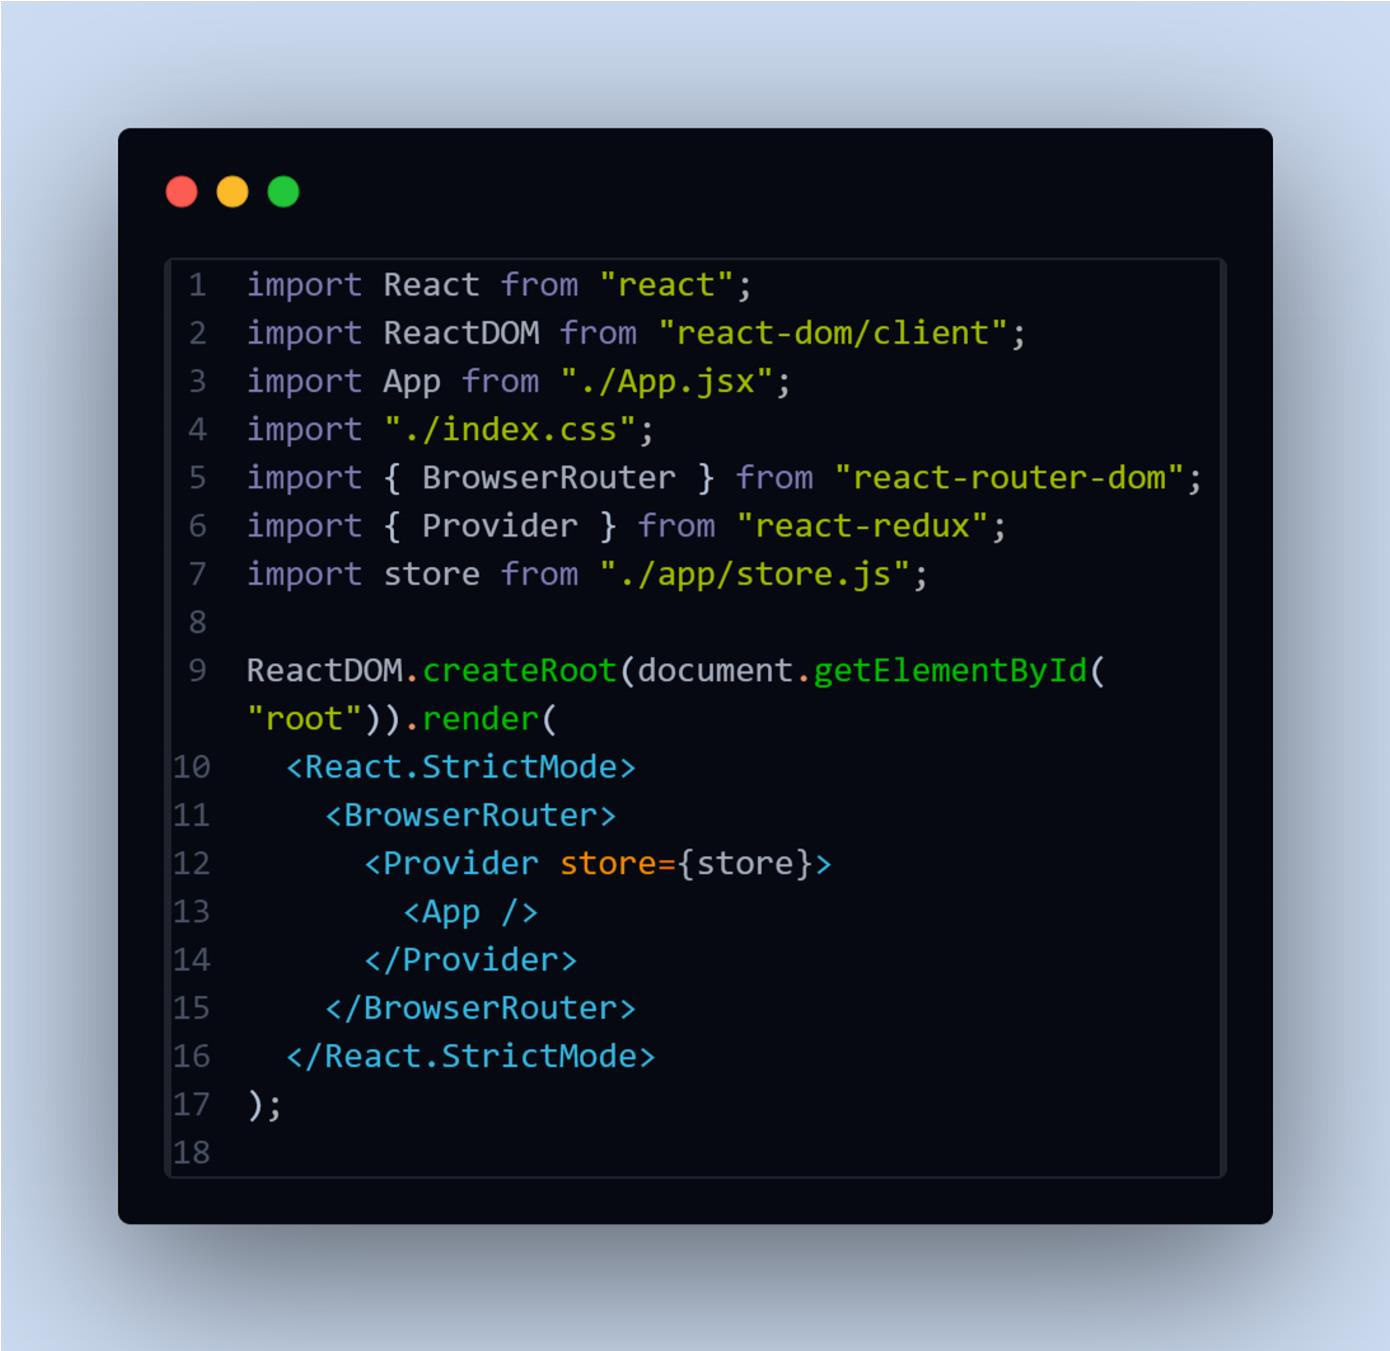 1 import React from "react";
2 import ReactDOM from "react-dom/client";
3 import App from "./App.jsx";
4 import "./index.css";
5 import { BrowserRouter } from "react-router-dom";
6 import { Provider } from "react-redux";
7 import store from "./app/store.js";
8
9 ReactDOM.createRoot(document.getElementById(
"root")).render(
10   <React.StrictMode>
11     <BrowserRouter>
12       <Provider store={store}>
13         <App />
14       </Provider>
15     </BrowserRouter>
16   </React.StrictMode>
17 );
18